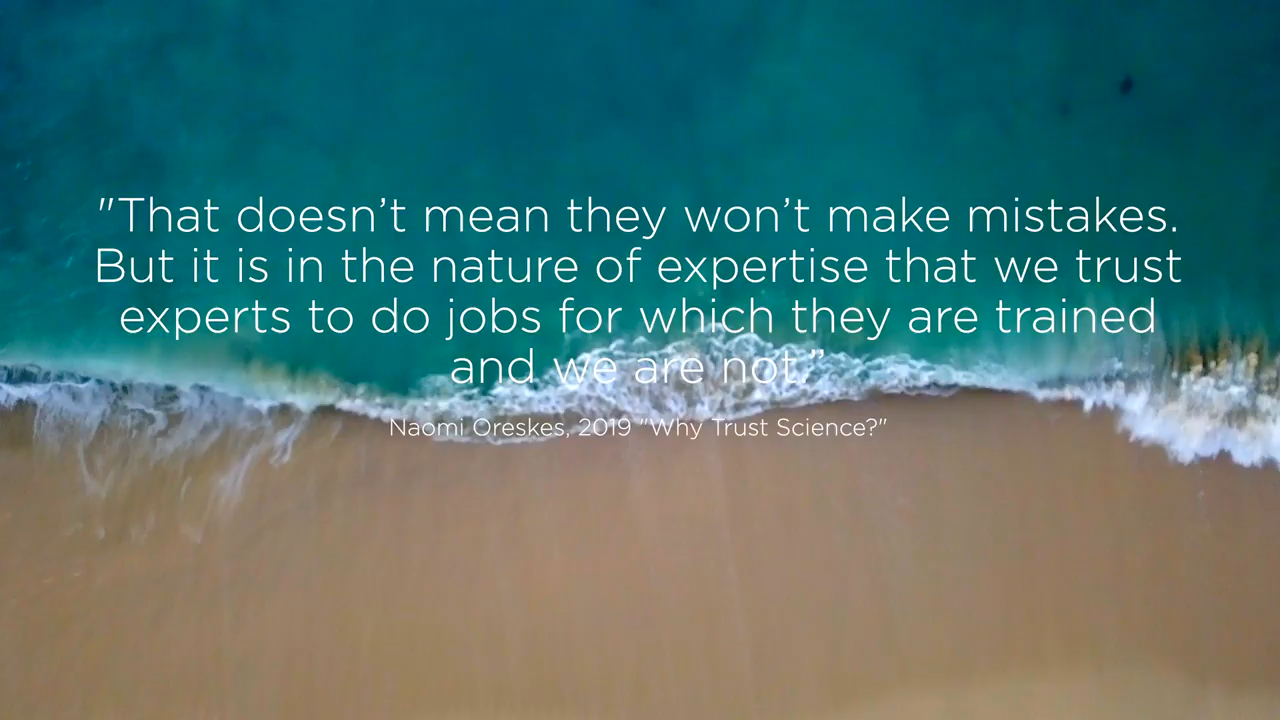 "That doesn’t mean they won’t make mistakes.
But it is in the nature of expertise that we trust
experts to do jobs for which they are trained
and we are not.”
Naomi Oreskes, 2019 "Why Trust Science?"